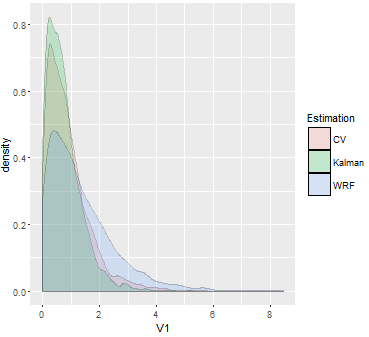 0.8
0.6
0.4
0.2
0.0
density
0 2 4 6 8
V1
Estimation
CV
Kalman
WRF